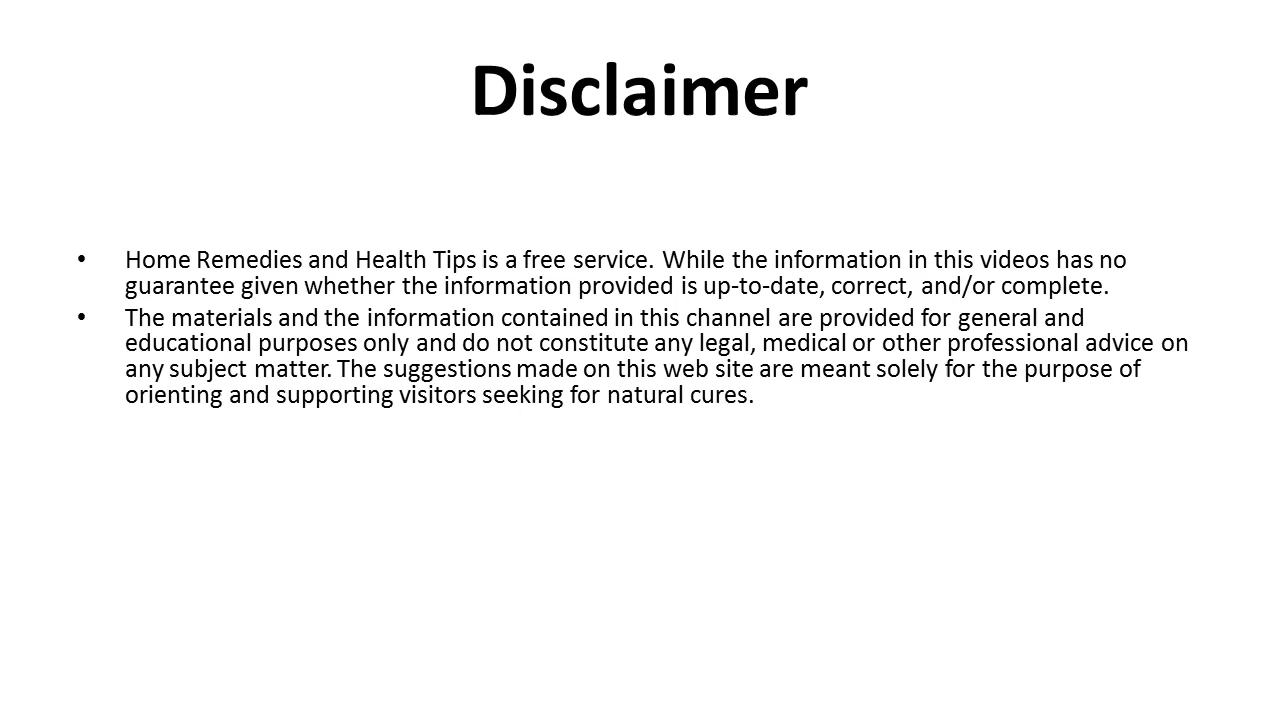 Disclaimer
• Home Remedies and Health Tips is a free service. While the information in this videos has no
guarantee given whether the information provided is up-to-date, correct, and/or complete.
• The materials and the information contained in this channel are provided for general and
educational purposes only and do not constitute any legal, medical or other professional advice on
any subject matter. The suggestions made on this web site are meant solely for the purpose of
orienting and supporting visitors seeking for natural cures.